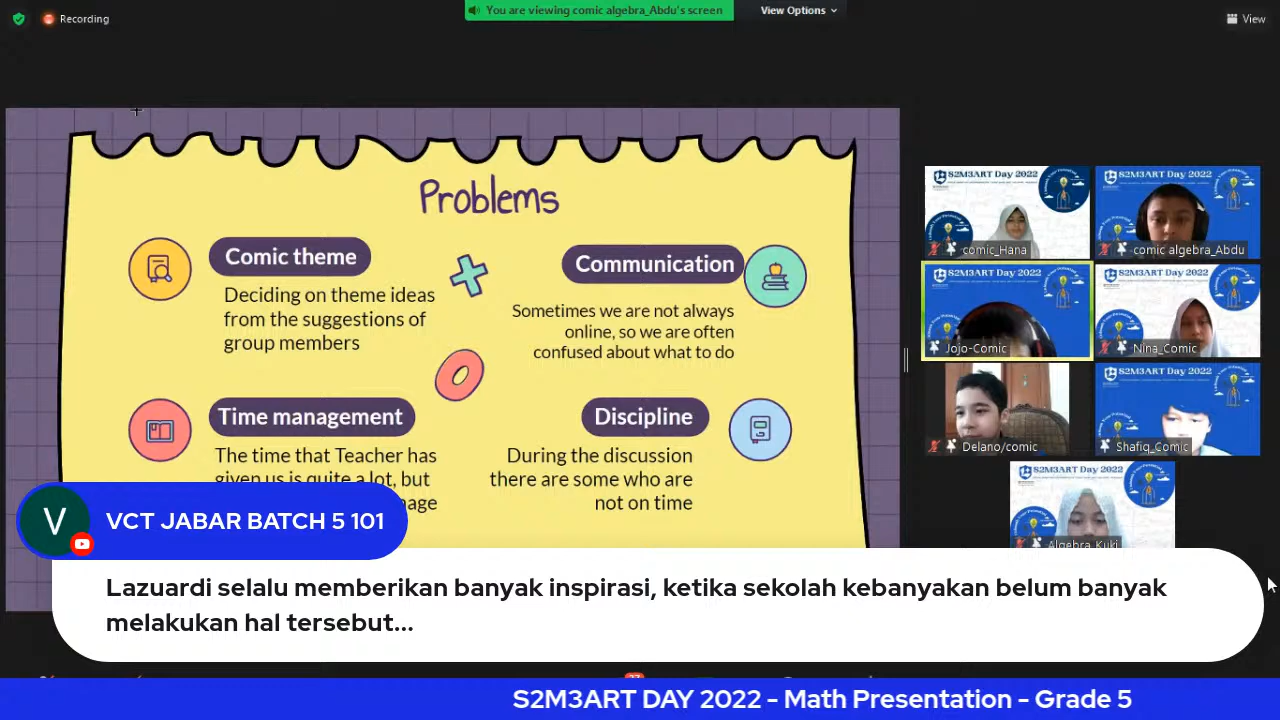 Recording
You are viewing comic algebra_Abdu's screen
View Options
View
Problems
Comic theme
Deciding on theme ideas
from the suggestions of
group members
Communication
Sometimes we are not always
online, so we are often
confused about what to do
Time management
The time that Teacher has
given us is quite a lot, but
Discipline
During the discussion
there are some who are
not on time
S2M3ART Day 2022
comic_Hana
S2M3ART Day 2022
comic algebra_Abdu
S2M3ART Day 2022
Jojo-Comic
S2M3ART Day 2022
Nina_Comic
Delano/comic
S2M3ART Day 2022
Shafiq_Comic
S2M3ART Day 2022
Algebra_Kuki
V
VCT JABAR BATCH 5 101
Lazuardi selalu memberikan banyak inspirasi, ketika sekolah kebanyakan belum banyak
melakukan hal tersebut...
S2M3ART DAY 2022 - Math Presentation - Grade 5